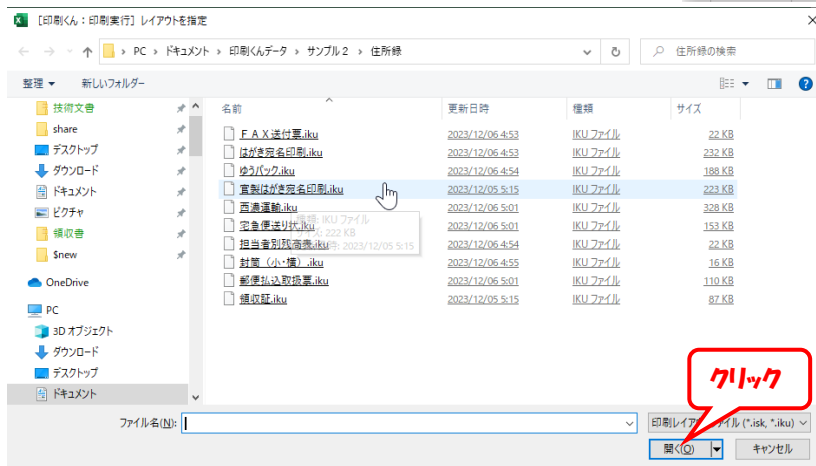 [印刷くん：印刷実行] レイアウトを指定
PC › ドキュメント › 印刷くんデータ › サンプル２ › 住所録
住所録の検索
整理 新しいフォルダー
名前 更新日時 種類 サイズ
技術文書
share
デスクトップ
ダウンロード
ドキュメント
ピクチャ
領収書
$new
OneDrive
PC
3D オブジェクト
ダウンロード
デスクトップ
ドキュメント
ＦＡＸ送付票.iku 2023/12/06 4:53 IKU ファイル 22 KB
はがき宛名印刷.iku 2023/12/06 4:53 IKU ファイル 232 KB
ゆうパック.iku 2023/12/06 4:54 IKU ファイル 188 KB
官製はがき宛名印刷.iku 2023/12/05 5:15 IKU ファイル 223 KB
西濃運輸.iku 2023/12/06 5:01 IKU ファイル 328 KB
宅急便送り状.iku 2023/12/06 5:01 IKU ファイル 153 KB
担当者別残高表.iku 2023/12/06 4:54 IKU ファイル 22 KB
封筒（小・横）.iku 2023/12/06 4:55 IKU ファイル 16 KB
郵便払込取扱票.iku 2023/12/06 5:01 IKU ファイル 110 KB
領収証.iku 2023/12/05 5:15 IKU ファイル 87 KB
種類: IKU ファイル
サイズ: 222 KB
2023/12/05 5:15
クリック
ファイル名(N):
印刷レイアウトファイル (*.isk, *.iku)
開く(O) キャンセル